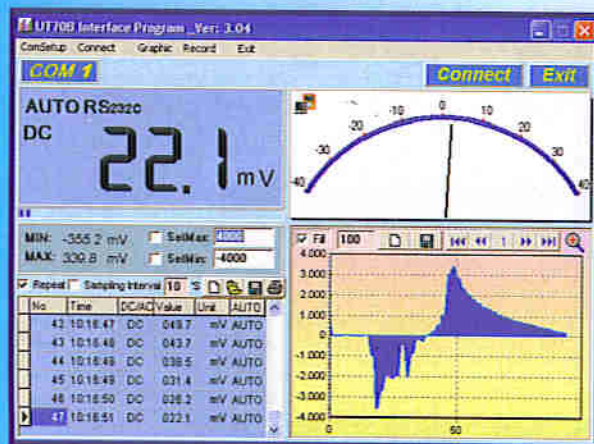 UT70B Interface Program _Ver: 3.04
ComSetup Connect Graphic Record Exit
COM 1
Connect Exit
AUTO RS232C
DC
22.1 mV
-40 -30 -20 -10 0 10 20 30 40
MIN: -355.2 mV SetMax: 4000
MAX: 339.8 mV SetMin: -4000
Repeat Sampling Interval 10 'S
No Time DC/AC Value Unit AUTO
42 10:16:47 DC 049.7 mV AUTO
43 10:16:48 DC 043.7 mV AUTO
44 10:16:49 DC 038.5 mV AUTO
45 10:16:49 DC 031.4 mV AUTO
46 10:16:50 DC 026.2 mV AUTO
47 10:16:51 DC 022.1 mV AUTO
Fill 100 1
4.000
3.000
2.000
1.000
0
-1.000
-2.000
-3.000
-4.000
0 50